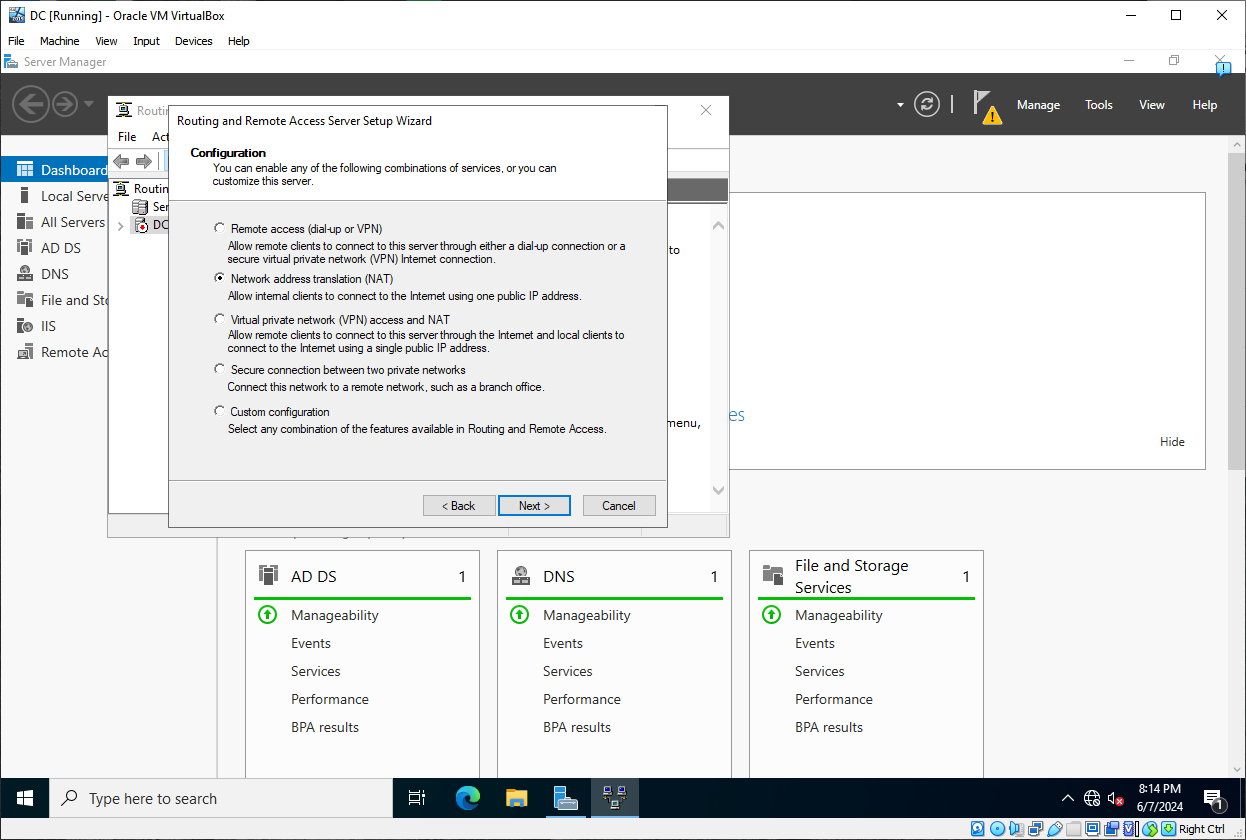 DC [Running] - Oracle VM VirtualBox
File Machine View Input Devices Help
Server Manager
Manage Tools View Help
Routin
File Act
Routing and Remote Access Server Setup Wizard
Configuration
You can enable any of the following combinations of services, or you can
customize this server.
Dashboard
Local Serve
All Servers
AD DS
DNS
File and Sto
IIS
Remote Ac
Routin
Ser
DC
Remote access (dial-up or VPN)
Allow remote clients to connect to this server through either a dial-up connection or a
secure virtual private network (VPN) Internet connection.
Network address translation (NAT)
Allow internal clients to connect to the Internet using one public IP address.
Virtual private network (VPN) access and NAT
Allow remote clients to connect to this server through the Internet and local clients to
connect to the Internet using a single public IP address.
Secure connection between two private networks
Connect this network to a remote network, such as a branch office.
Custom configuration
Select any combination of the features available in Routing and Remote Access.
< Back Next > Cancel
to
menu,
es
Hide
AD DS 1
Manageability
Events
Services
Performance
BPA results
DNS 1
Manageability
Events
Services
Performance
BPA results
File and Storage
Services 1
Manageability
Events
Services
Performance
BPA results
Type here to search
8:14 PM
6/7/2024
1
Right Ctrl